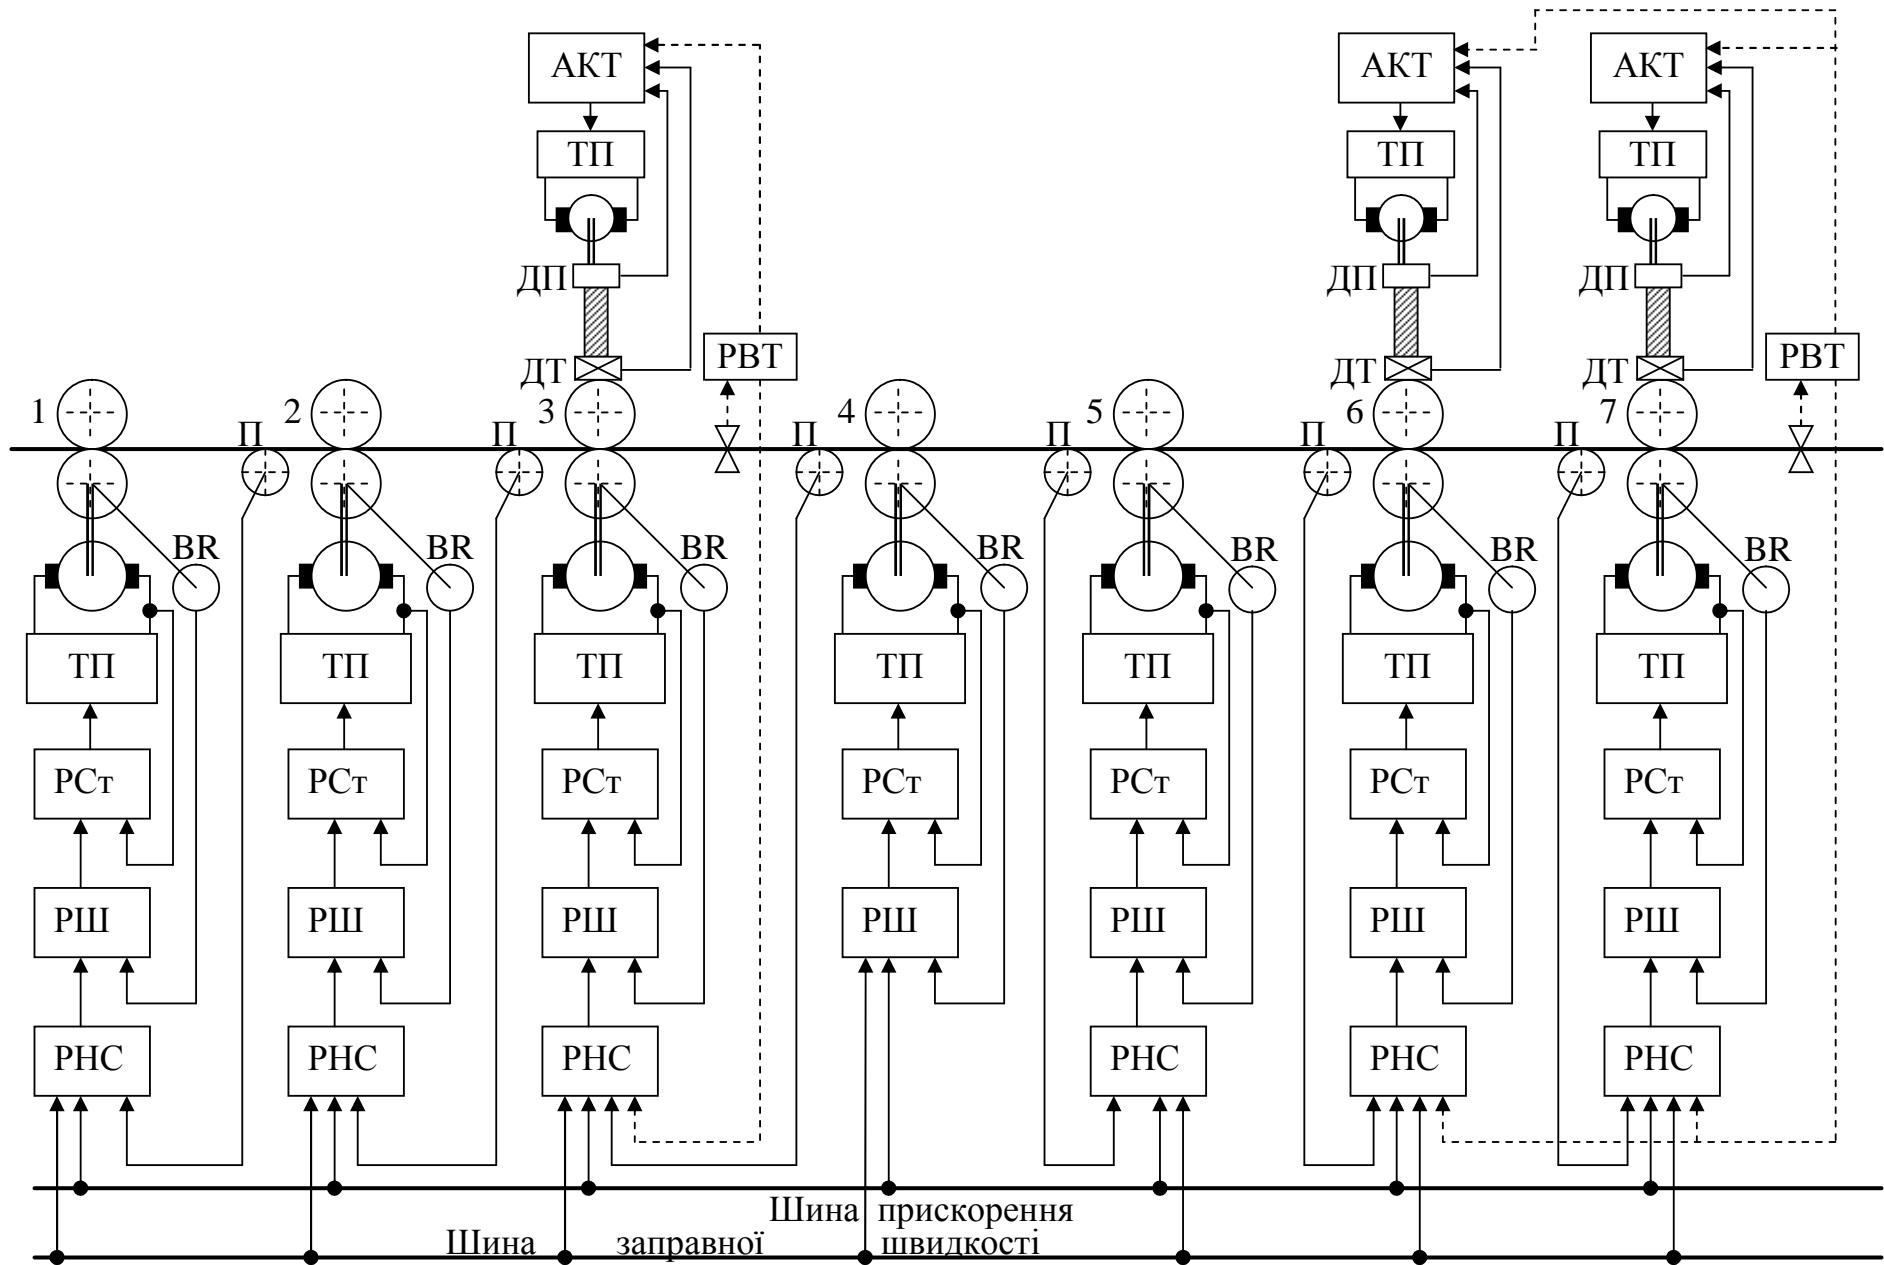 АКТ АКТ АКТ
ТП ТП ТП
ДП ДП ДП
РВТ РВТ
ДТ ДТ ДТ
1 2 3 4 5 6 7
П П П П П П
BR BR BR BR BR BR BR
ТП ТП ТП ТП ТП ТП ТП
РСт РСт РСт РСт РСт РСт РСт
РШ РШ РШ РШ РШ РШ РШ
РНС РНС РНС РНС РНС РНС
Шина прискорення
Шина заправної швидкості